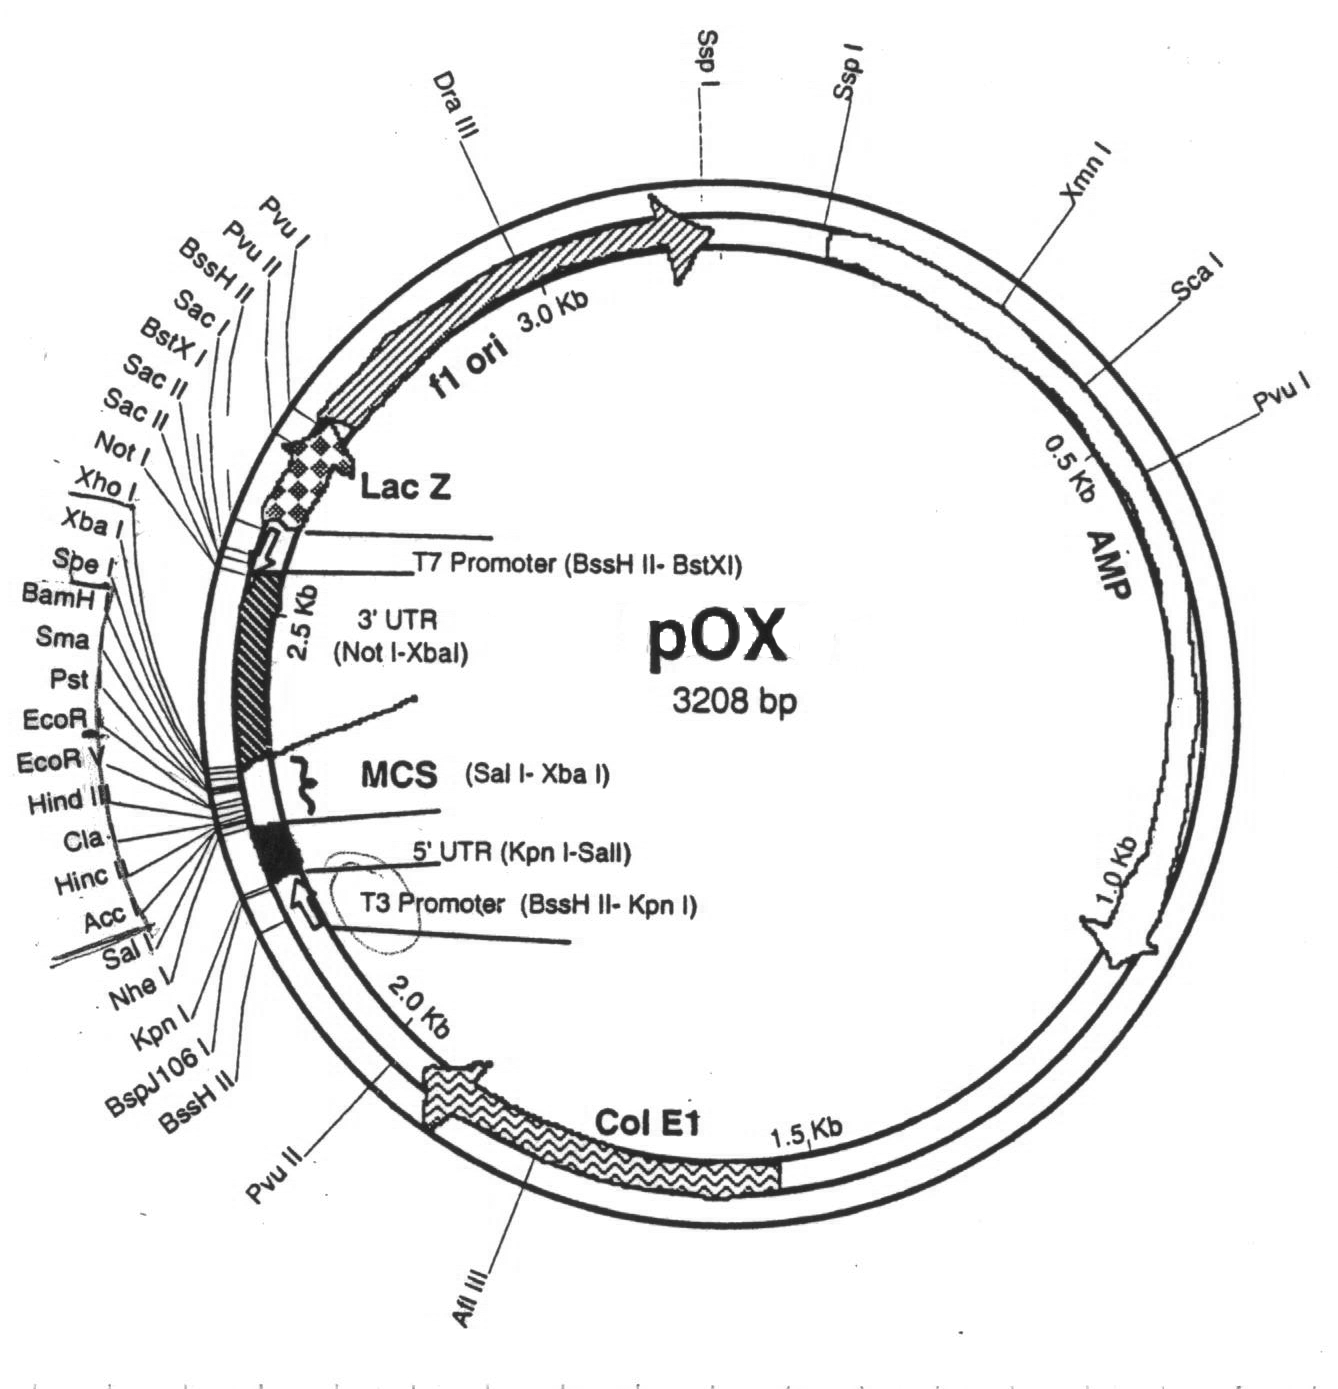 Ssp I
Ssp I
Xmn I
Sca I
Pvu I
Dra III
Pvu I
Pvu II
BssH II
Sac I
BstX I
Sac II
Sac II
Not I
Xho I
Xba I
Spe I
BamH I
Sma
Pst I
EcoR I
EcoR V
Hind III
Cla
Hinc II
Acc I
Sal I
Nhe I
Kpn I
BspJ106 I
BssH II
Pvu II
Afl III
3.0 Kb
f1 ori
Lac Z
T7 Promoter (BssH II- BstXI)
2.5 Kb
3' UTR
(Not I-XbaI)
pOX
3208 bp
MCS (Sal I- Xba I)
5' UTR (Kpn I-SalI)
T3 Promoter (BssH II- Kpn I)
2.0 Kb
Col E1
1.5 Kb
1.0 Kb
0.5 Kb
AMP